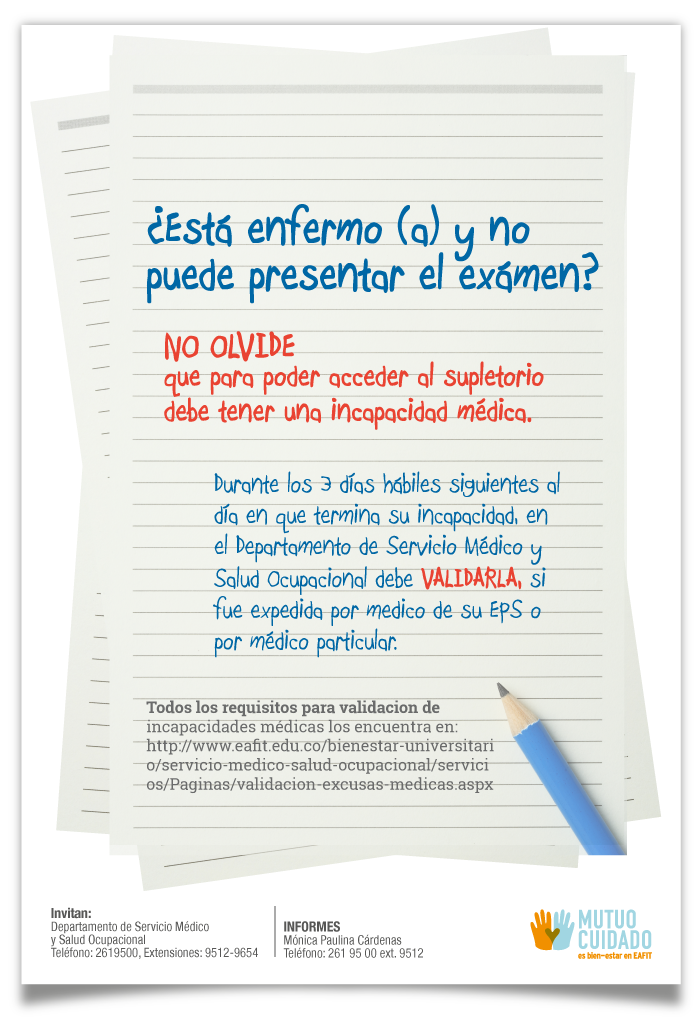 ¿Está enfermo (a) y no
puede presentar el exámen?
NO OLVIDE
que para poder acceder al supletorio
debe tener una incapacidad médica.
Durante los 3 días hábiles siguientes al
día en que termina su incapacidad, en
el Departamento de Servicio Médico y
Salud Ocupacional debe VALIDARLA, si
fue expedida por medico de su EPS o
por médico particular.
Todos los requisitos para validacion de
incapacidades médicas los encuentra en:
http://www.eafit.edu.co/bienestar-universitari
o/servicio-medico-salud-ocupacional/servici
os/Paginas/validacion-excusas-medicas.aspx
Invitan:
Departamento de Servicio Médico
y Salud Ocupacional
Teléfono: 2619500, Extensiones: 9512-9654
INFORMES
Mónica Paulina Cárdenas
Teléfono: 261 95 00 ext. 9512
MUTUO
CUIDADO
es bien-estar en EAFIT